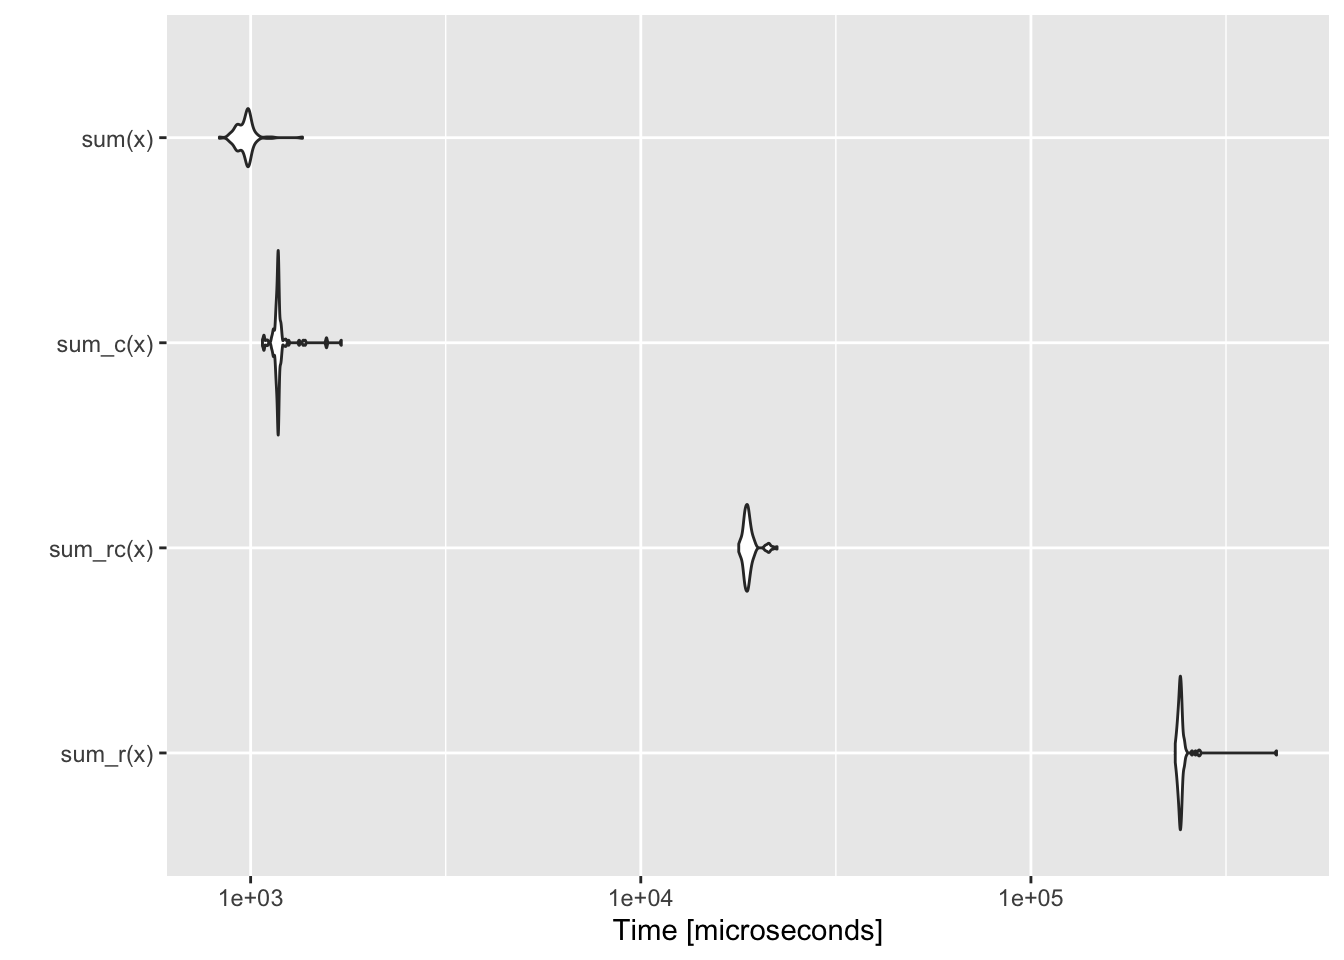 sum(x)
sum_c(x)
sum_rc(x)
sum_r(x)
1e+03 1e+04 1e+05
Time [microseconds]